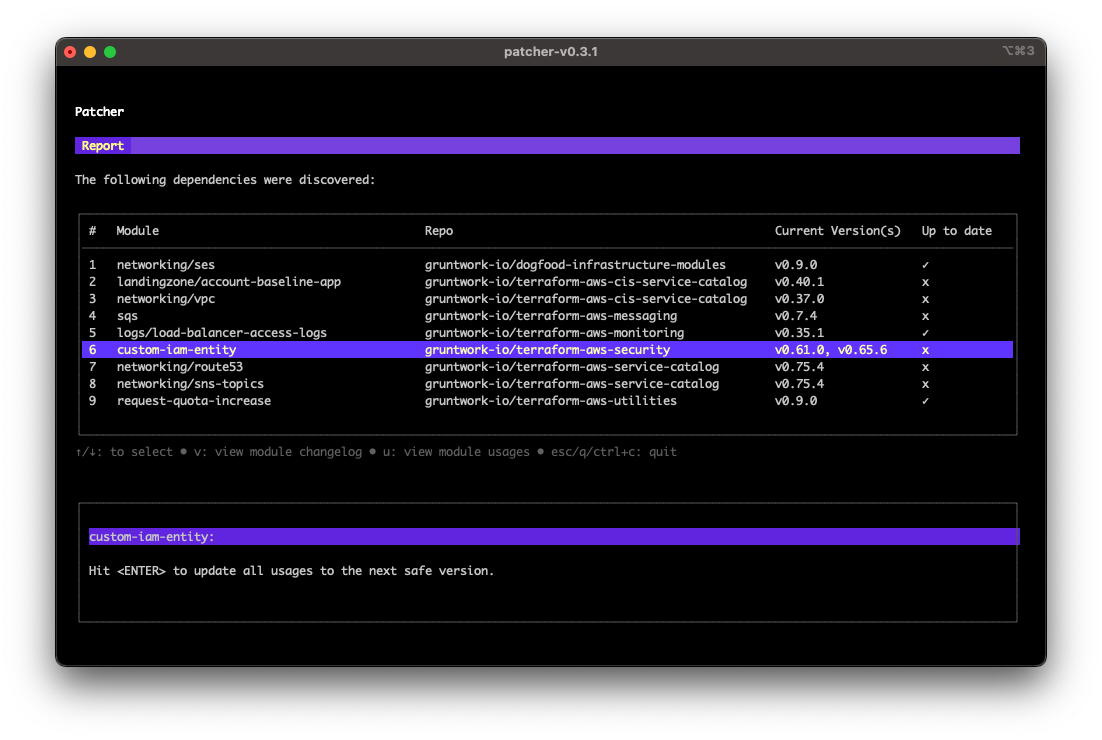 patcher-v0.3.1 ⌥⌘3
Patcher
Report
The following dependencies were discovered:
# Module Repo Current Version(s) Up to date
1 networking/ses gruntwork-io/dogfood-infrastructure-modules v0.9.0 ✓
2 landingzone/account-baseline-app gruntwork-io/terraform-aws-cis-service-catalog v0.40.1 x
3 networking/vpc gruntwork-io/terraform-aws-cis-service-catalog v0.37.0 x
4 sqs gruntwork-io/terraform-aws-messaging v0.7.4 x
5 logs/load-balancer-access-logs gruntwork-io/terraform-aws-monitoring v0.35.1 ✓
6 custom-iam-entity gruntwork-io/terraform-aws-security v0.61.0, v0.65.6 x
7 networking/route53 gruntwork-io/terraform-aws-service-catalog v0.75.4 x
8 networking/sns-topics gruntwork-io/terraform-aws-service-catalog v0.75.4 x
9 request-quota-increase gruntwork-io/terraform-aws-utilities v0.9.0 ✓
↑/↓: to select • v: view module changelog • u: view module usages • esc/q/ctrl+c: quit
custom-iam-entity:
Hit <ENTER> to update all usages to the next safe version.